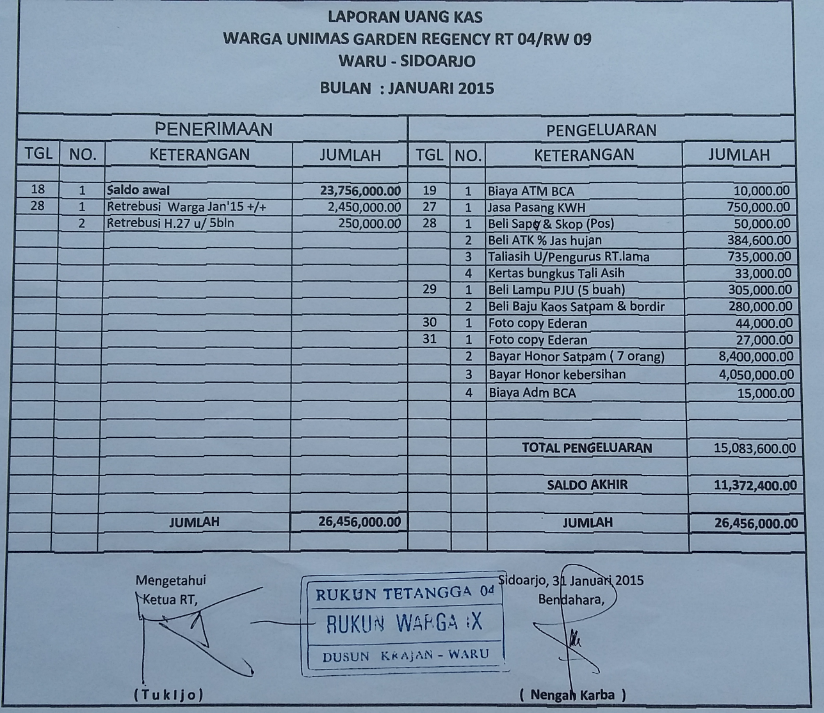 LAPORAN UANG KAS
WARGA UNIMAS GARDEN REGENCY RT 04/RW 09
WARU - SIDOARJO
BULAN : JANUARI 2015
PENERIMAAN PENGELUARAN
TGL NO. KETERANGAN JUMLAH TGL NO. KETERANGAN JUMLAH
18 1 Saldo awal 23,756,000.00 19 1 Biaya ATM BCA 10,000.00
28 1 Retrebusi Warga Jan'15 +/+ 2,450,000.00 27 1 Jasa Pasang KWH 750,000.00
2 Retrebusi H.27 u/ 5bln 250,000.00 28 1 Beli Sapu & Skop (Pos) 50,000.00
2 Beli ATK % Jas hujan 384,600.00
3 Taliasih U/Pengurus RT.lama 735,000.00
4 Kertas bungkus Tali Asih 33,000.00
29 1 Beli Lampu PJU (5 buah) 305,000.00
2 Beli Baju Kaos Satpam & bordir 280,000.00
30 1 Foto copy Ederan 44,000.00
31 1 Foto copy Ederan 27,000.00
2 Bayar Honor Satpam ( 7 orang) 8,400,000.00
3 Bayar Honor kebersihan 4,050,000.00
4 Biaya Adm BCA 15,000.00
TOTAL PENGELUARAN 15,083,600.00
SALDO AKHIR 11,372,400.00
JUMLAH 26,456,000.00 JUMLAH 26,456,000.00
Mengetahui Sidoarjo, 31 Januari 2015
Ketua RT, Bendahara,
RUKUN TETANGGA 04
RUKUN WARGA IX
DUSUN KRAJAN - WARU
(Tukijo) ( Nengah Karba )